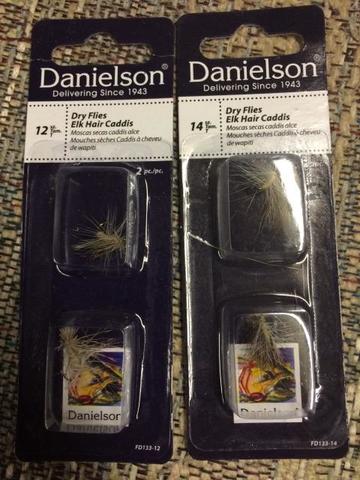 Danielson®
Delivering Since 1943
12
Dry Flies
Elk Hair Caddis
Moscas secas caddis alce
Mouches sèches Caddis à cheveu
de wapiti
2 pc./pc.
Danielson
FD133-12
Danielson®
Delivering Since 1943
14
Dry Flies
Elk Hair Caddis
Moscas secas caddis alce
Mouches sèches Caddis à cheveu
de wapiti
Danielson
FD133-14